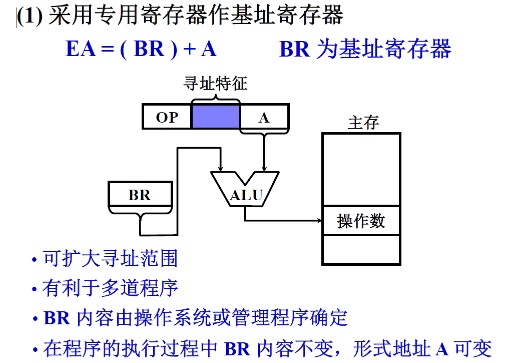 (1) 采用专用寄存器作基址寄存器
EA = ( BR ) + A BR 为基址寄存器
寻址特征
OP A 主存
BR ALU 操作数
• 可扩大寻址范围
• 有利于多道程序
• BR 内容由操作系统或管理程序确定
• 在程序的执行过程中 BR 内容不变，形式地址 A 可变